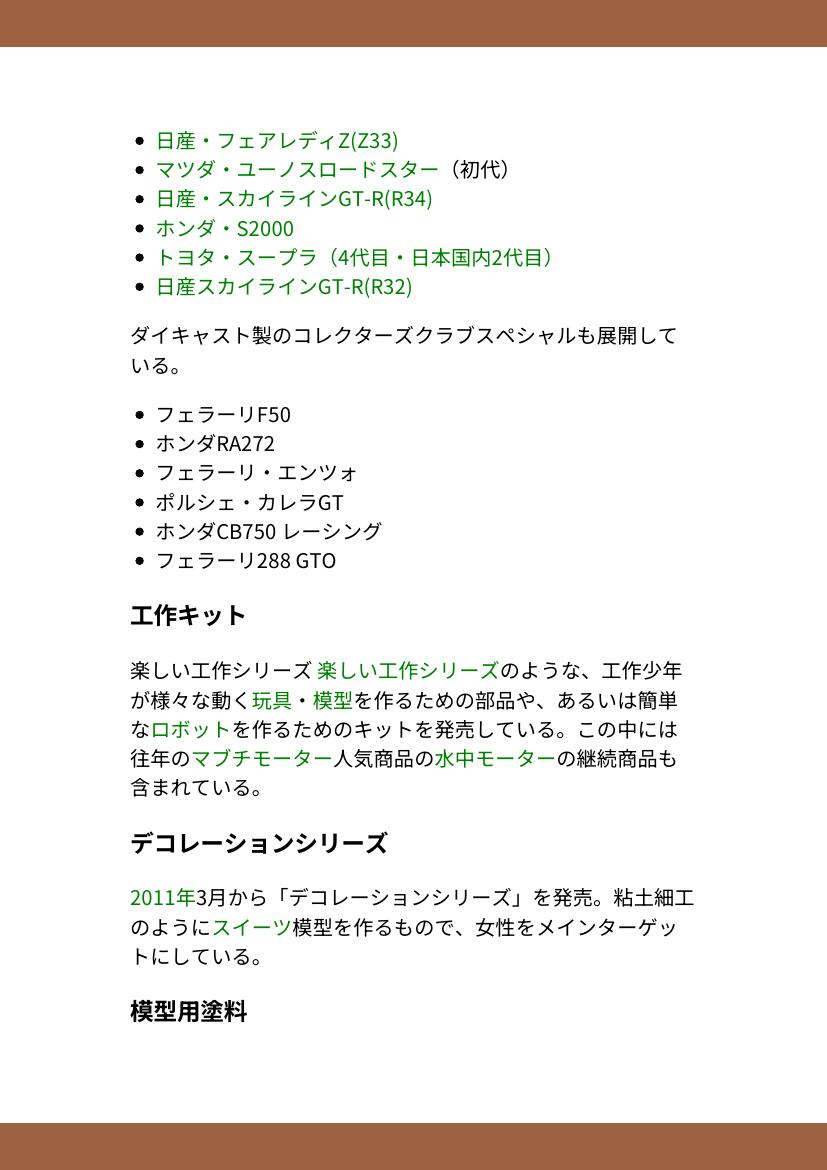 • 日産・フェアレディZ(Z33)
• マツダ・ユーノスロードスター（初代）
• 日産・スカイラインGT-R(R34)
• ホンダ・S2000
• トヨタ・スープラ（4代目・日本国内2代目）
• 日産スカイラインGT-R(R32)
ダイキャスト製のコレクターズクラブスペシャルも展開して
いる。
• フェラーリF50
• ホンダRA272
• フェラーリ・エンツォ
• ポルシェ・カレラGT
• ホンダCB750 レーシング
• フェラーリ288 GTO
工作キット
楽しい工作シリーズ 楽しい工作シリーズのような、工作少年
が様々な動く玩具・模型を作るための部品や、あるいは簡単
なロボットを作るためのキットを発売している。この中には
往年のマブチモーター人気商品の水中モーターの継続商品も
含まれている。
デコレーションシリーズ
2011年3月から「デコレーションシリーズ」を発売。粘土細工
のようにスイーツ模型を作るもので、女性をメインターゲッ
トにしている。
模型用塗料